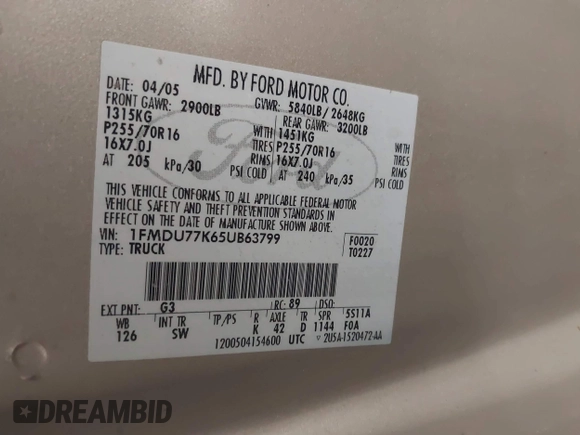 MFD. BY FORD MOTOR CO.
DATE: 04/05 GVWR: 5840LB/ 2648KG
FRONT GAWR: 2900LB REAR GAWR: 3200LB
1315KG WITH 1451KG WITH
P255/70R16 TIRES P255/70R16 TIRES
16X7.0J RIMS 16X7.0J RIMS
AT 205 kPa/30 PSI COLD AT 240 kPa/35 PSI COLD
THIS VEHICLE CONFORMS TO ALL APPLICABLE FEDERAL MOTOR
VEHICLE SAFETY AND THEFT PREVENTION STANDARDS IN
EFFECT ON THE DATE OF MANUFACTURE SHOWN ABOVE.
VIN: 1FMDU77K65UB63799 F0020
TYPE: TRUCK T0227
Ford
EXT PNT: G3 RC: 89 DSO:
WB INT TR TP/PS R AXLE TR SPR 5S11A
126 SW K 42 D 1144 F0A
1200504154600 UTC 2U5A-1520472-AA
DREAMBID